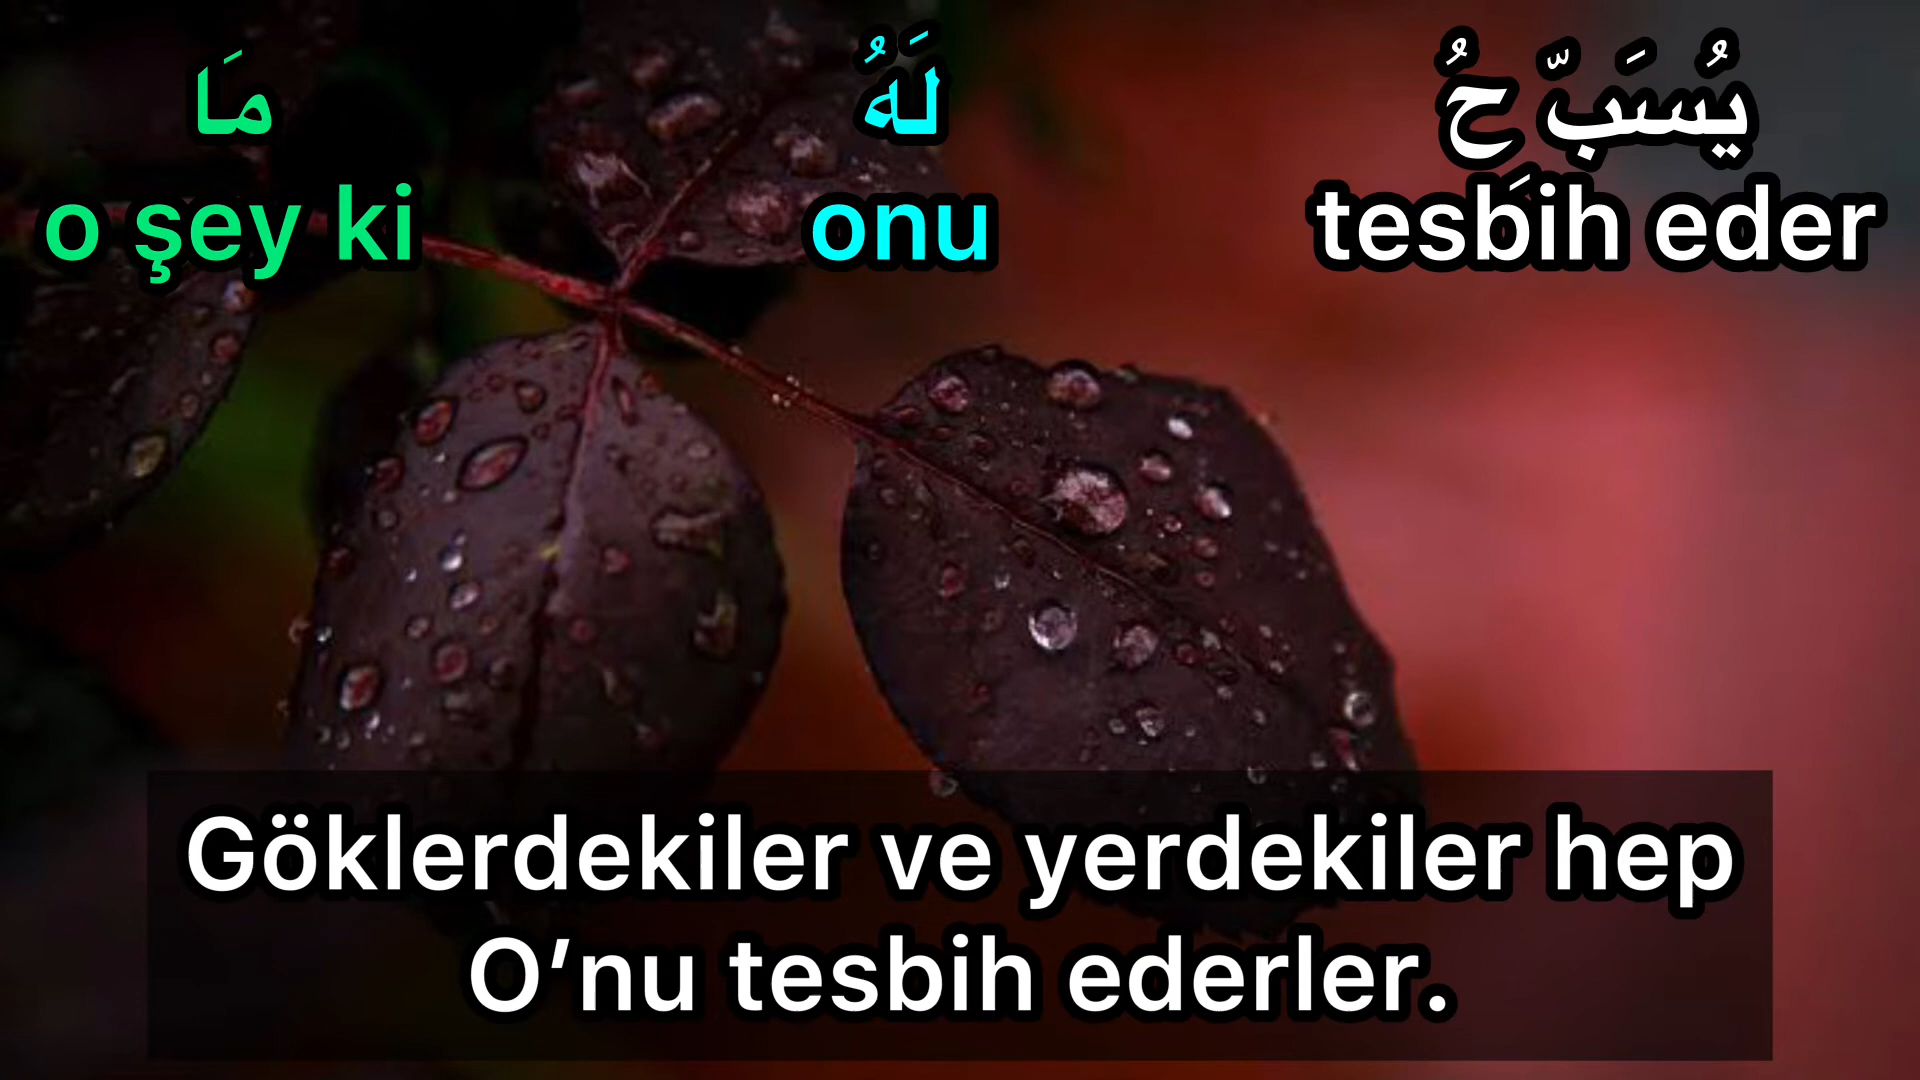 يُسَبِّحُ لَهُ مَا
tesbih eder onu o şey ki
Göklerdekiler ve yerdekiler hep
O’nu tesbih ederler.